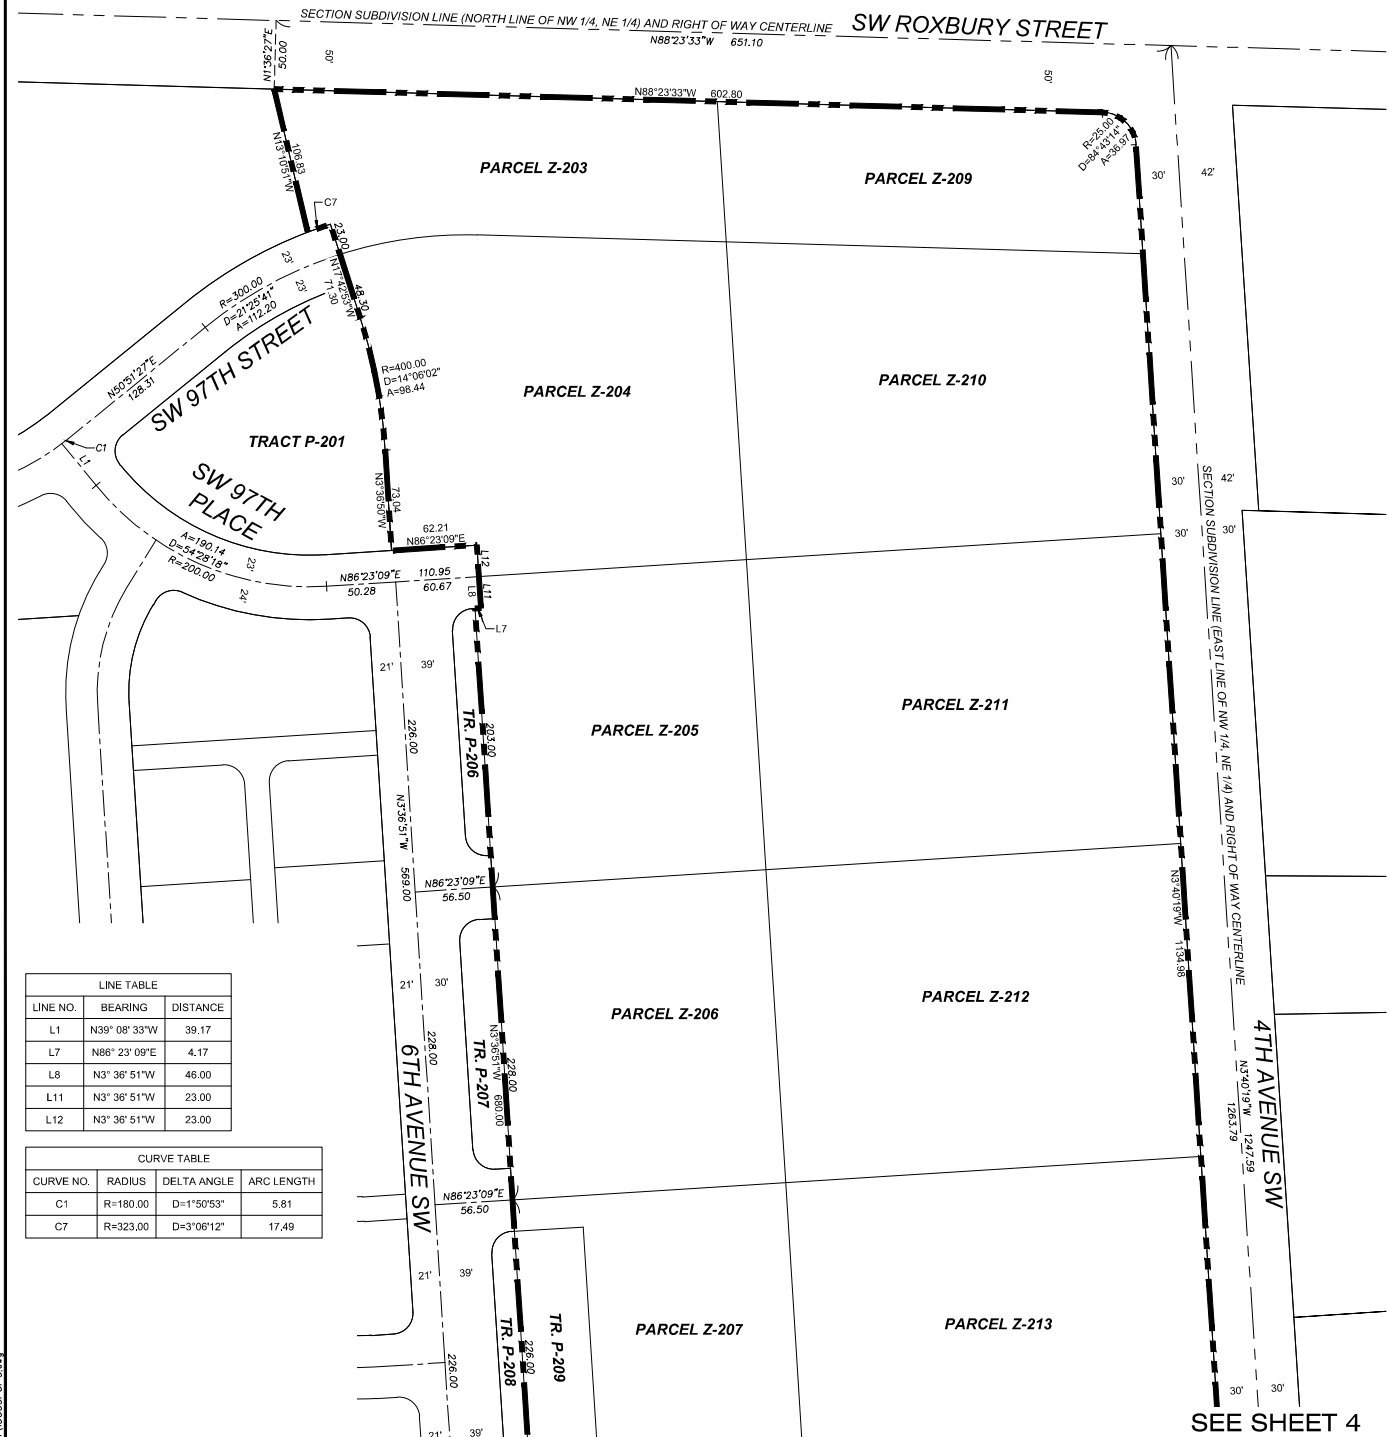 SECTION SUBDIVISION LINE (NORTH LINE OF NW 1/4, NE 1/4) AND RIGHT OF WAY CENTERLINE
SW ROXBURY STREET
N88°23'33"W 651.10
N1°36'27"E
50.00
50'
50'
N88°23'33"W 602.80
R=25.00
D=84°43'14"
A=36.97
N13°10'51"W
106.83
PARCEL Z-203
PARCEL Z-209
30'
42'
C7
23.00
23'
23'
N17°42'53"W
71.30
48.30
R=300.00
D=21°25'41"
A=112.20
SW 97TH STREET
N50°51'27"E
128.31
R=400.00
D=14°06'02"
A=98.44
PARCEL Z-204
PARCEL Z-210
TRACT P-201
C1
L1
SW 97TH
PLACE
N3°36'50"W
73.04
30'
42'
30'
30'
SECTION SUBDIVISION LINE (EAST LINE OF NW 1/4, NE 1/4) AND RIGHT OF WAY CENTERLINE
62.21
N86°23'09"E
A=190.14
D=54°28'18"
R=200.00
23'
24'
N86°23'09"E 110.95
50.28
60.67
L12
L11
L8
L7
21'
39'
226.00
TR. P-206
203.00
PARCEL Z-205
PARCEL Z-211
N3°36'51"W 569.00
N86°23'09"E
56.50
N3°40'19"W 1134.98
21'
30'
228.00
6TH AVENUE SW
TR. P-207
N3°36'51"W 680.00
228.00
PARCEL Z-206
PARCEL Z-212
4TH AVENUE SW
N3°40'19"W 1247.59
1263.79
LINE TABLE
LINE NO. BEARING DISTANCE
L1 N39° 08' 33"W 39.17
L7 N86° 23' 09"E 4.17
L8 N3° 36' 51"W 46.00
L11 N3° 36' 51"W 23.00
L12 N3° 36' 51"W 23.00
CURVE TABLE
CURVE NO. RADIUS DELTA ANGLE ARC LENGTH
C1 R=180.00 D=1°50'53" 5.81
C7 R=323.00 D=3°06'12" 17.49
N86°23'09"E
56.50
21'
39'
226.00
TR. P-208
226.00
TR. P-209
PARCEL Z-207
PARCEL Z-213
21'
39'
30'
30'
SEE SHEET 4